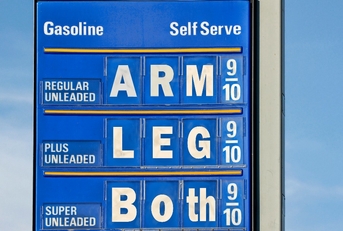 Gasoline Self Serve
REGULAR UNLEADED ARM 9/10
PLUS UNLEADED LEG 9/10
SUPER UNLEADED Both 9/10